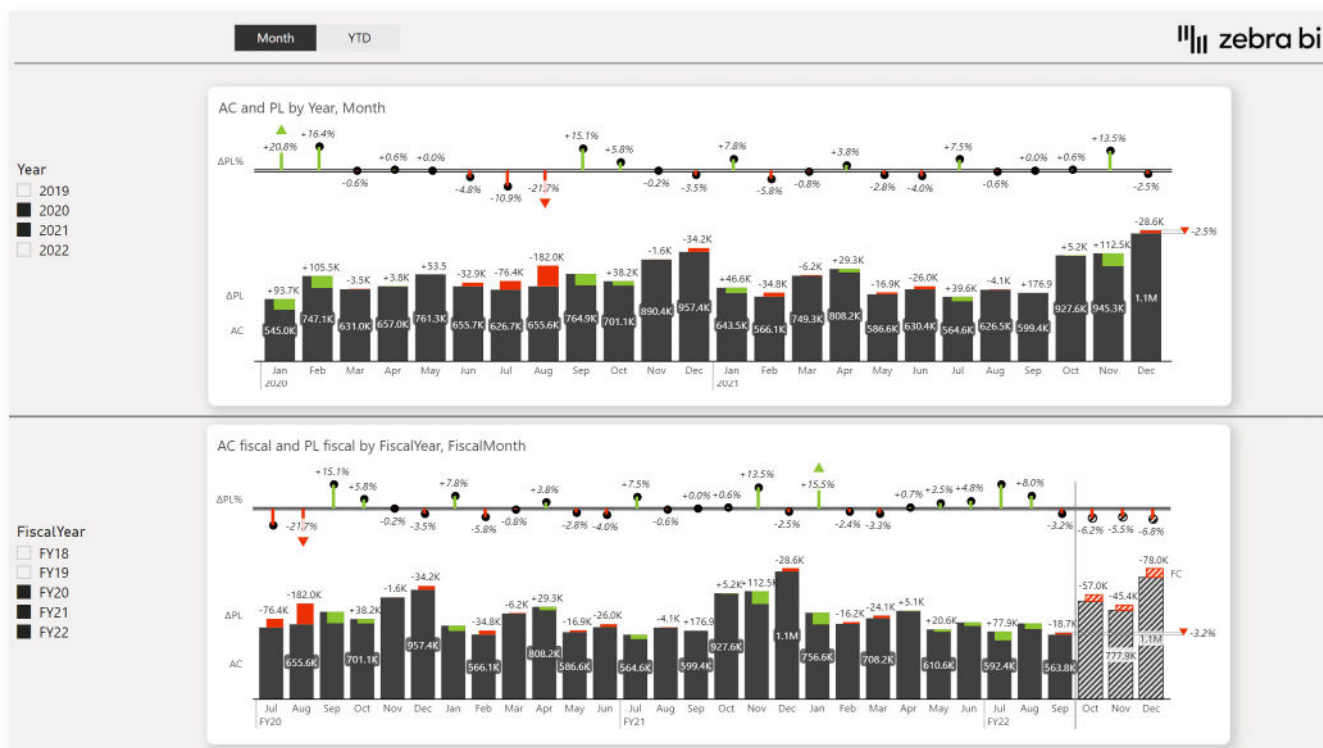 Month YTD
zebra bi
AC and PL by Year, Month
+20.8% +16.4% -0.6% +0.6% +0.0% -4.8% -10.9% -21.7% +15.1% +5.8% -0.2% -3.5% +7.8% -5.8% -0.8% +3.8% -2.8% -4.0% +7.5% -0.6% +0.0% +0.6% +13.5% -2.5%
ΔPL%
Year
2019
2020
2021
2022
+93.7K +105.5K -3.5K +3.8K +53.5 -32.9K -76.4K -182.0K +38.2K -1.6K -34.2K +46.6K -34.8K -6.2K +29.3K -16.9K -26.0K +39.6K -4.1K +176.9 +5.2K +112.5K -28.6K
-2.5%
ΔPL
AC
545.0K 747.1K 631.0K 657.0K 761.3K 655.7K 626.7K 655.6K 764.9K 701.1K 890.4K 957.4K 643.5K 566.1K 749.3K 808.2K 586.6K 630.4K 564.6K 626.5K 599.4K 927.6K 945.3K 1.1M
Jan Feb Mar Apr May Jun Jul Aug Sep Oct Nov Dec Jan Feb Mar Apr May Jun Jul Aug Sep Oct Nov Dec
2020 2021
AC fiscal and PL fiscal by FiscalYear, FiscalMonth
-21.7% +15.1% +5.8% -0.2% -3.5% +7.8% -5.8% -0.8% +3.8% -2.8% -4.0% +7.5% -0.6% +0.0% +0.6% +13.5% -2.5% +15.5% -2.4% -3.3% +0.7% +2.5% +4.8% +8.0% -3.2% -6.2% -5.5% -6.8%
ΔPL%
FiscalYear
FY18
FY19
FY20
FY21
FY22
-76.4K -182.0K +38.2K -1.6K -34.2K -34.8K -6.2K +29.3K -16.9K -26.0K -4.1K +176.9 +5.2K +112.5K -28.6K -16.2K -24.1K +5.1K +20.6K +77.9K -18.7K -57.0K -45.4K -78.0K
FC
-3.2%
ΔPL
AC
655.6K 701.1K 957.4K 566.1K 808.2K 586.6K 564.6K 599.4K 927.6K 1.1M 756.6K 708.2K 610.6K 592.4K 563.8K 777.9K 1.1M
Jul Aug Sep Oct Nov Dec Jan Feb Mar Apr May Jun Jul Aug Sep Oct Nov Dec Jan Feb Mar Apr May Jun Jul Aug Sep Oct Nov Dec
FY20 FY21 FY22